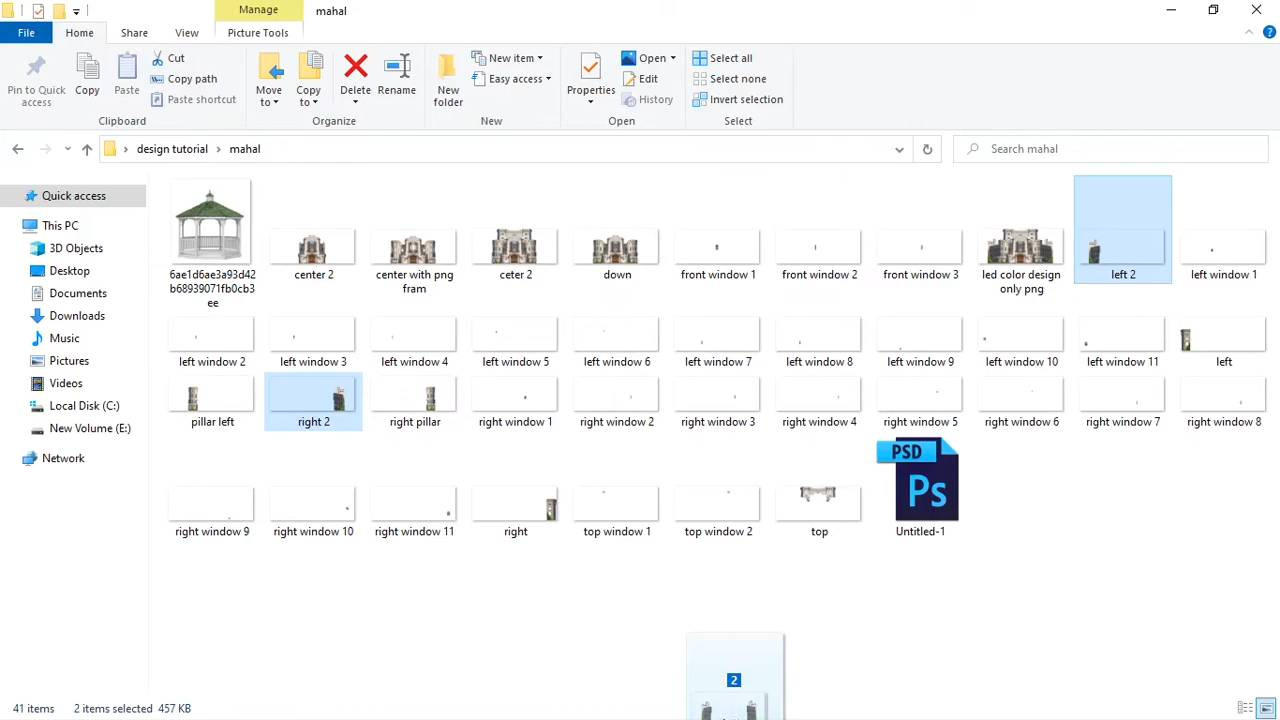 Manage
mahal
File
Home
Share
View
Picture Tools
Pin to Quick access
Copy
Paste
Cut
Copy path
Paste shortcut
Clipboard
Move to
Copy to
Delete
Rename
Organize
New folder
New item
Easy access
New
Properties
Open
Edit
History
Open
Select all
Select none
Invert selection
Select
design tutorial
mahal
Search mahal
Quick access
This PC
3D Objects
Desktop
Documents
Downloads
Music
Pictures
Videos
Local Disk (C:)
New Volume (E:)
Network
6ae1d6ae3a93d42
b68939071fb0cb3
ee
center 2
center with png
fram
ceter 2
down
front window 1
front window 2
front window 3
led color design
only png
left 2
left window 1
left window 2
left window 3
left window 4
left window 5
left window 6
left window 7
left window 8
left window 9
left window 10
left window 11
left
pillar left
right 2
right pillar
right window 1
right window 2
right window 3
right window 4
right window 5
right window 6
right window 7
right window 8
PSD
Ps
right window 9
right window 10
right window 11
right
top window 1
top window 2
top
Untitled-1
2
41 items
2 items selected 457 KB